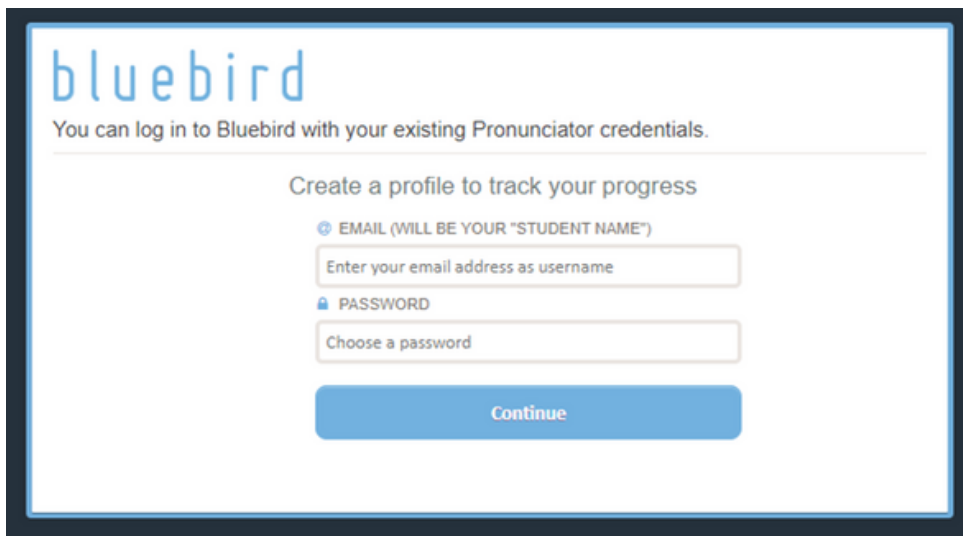 bluebird
You can log in to Bluebird with your existing Pronunciator credentials.
Create a profile to track your progress
@ EMAIL (WILL BE YOUR "STUDENT NAME")
Enter your email address as username
PASSWORD
Choose a password
Continue